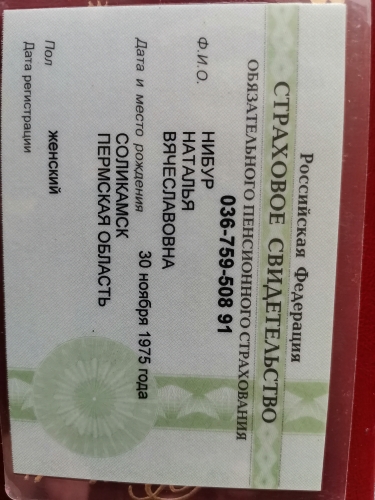 Российская Федерация
СТРАХОВОЕ СВИДЕТЕЛЬСТВО
ОБЯЗАТЕЛЬНОГО ПЕНСИОННОГО СТРАХОВАНИЯ
036-759-508 91
Ф.И.О. НИБУР
НАТАЛЬЯ
ВЯЧЕСЛАВОВНА
Дата и место рождения 30 ноября 1975 года
СОЛИКАМСК
ПЕРМСКАЯ ОБЛАСТЬ
Пол женский
Дата регистрации